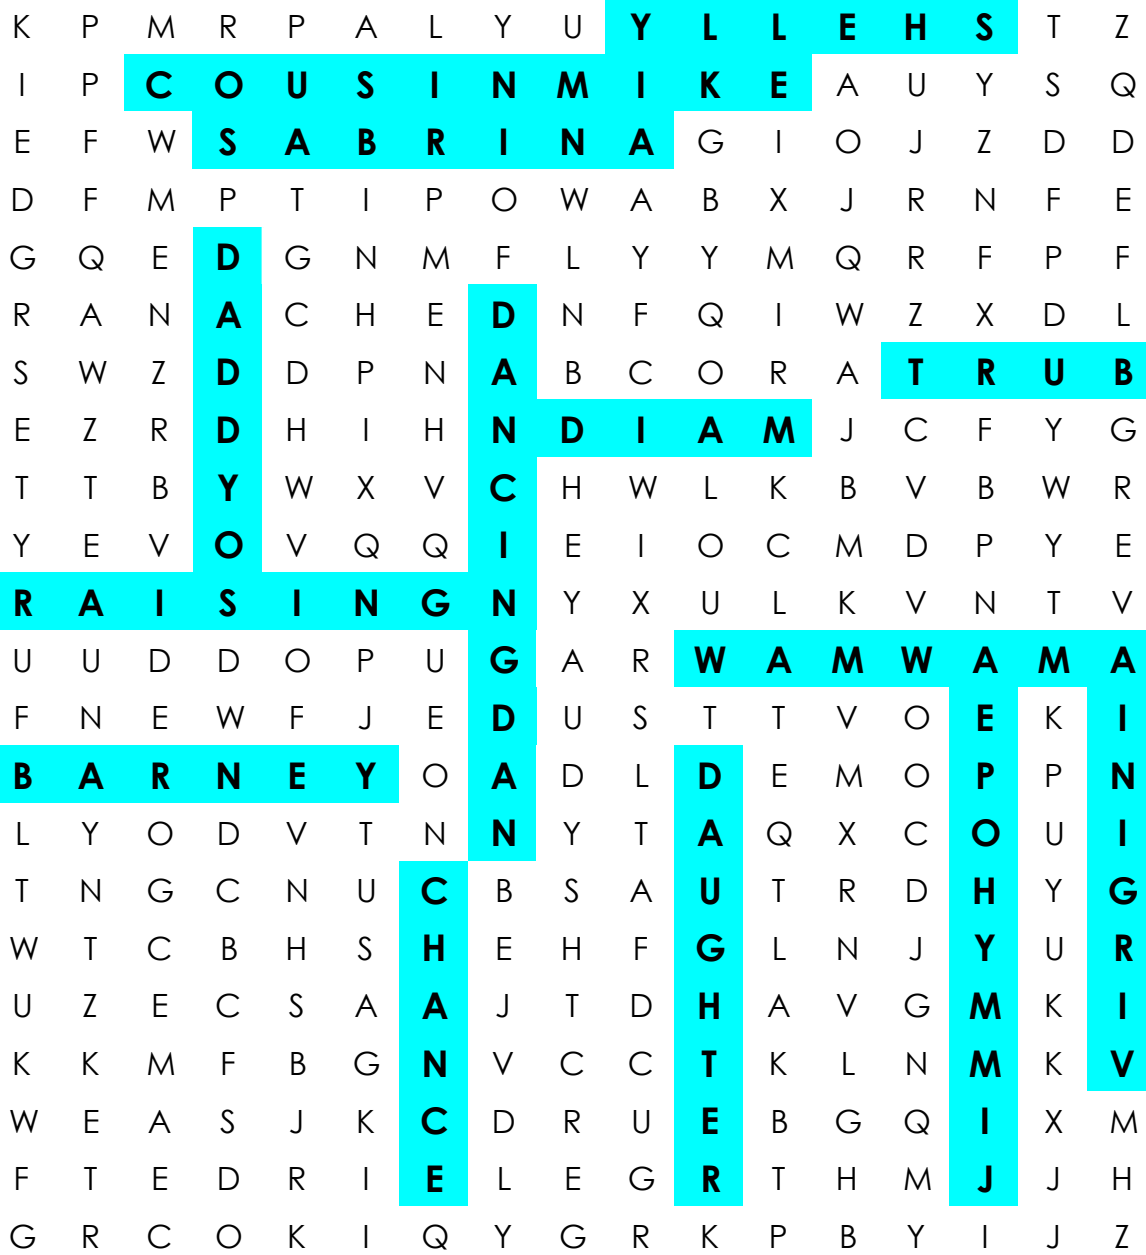 K P M R P A L Y U Y L L E H S T Z
I P C O U S I N M I K E A U Y S Q
E F W S A B R I N A G I O J Z D D
D F M P T I P O W A B X J R N F E
G Q E D G N M F L Y Y M Q R F P F
R A N A C H E D N F Q I W Z X D L
S W Z D D P N A B C O R A T R U B
E Z R D H I H N D I A M J C F Y G
T T B Y W X V C H W L K B V B W R
Y E V O V Q Q I E I O C M D P Y E
R A I S I N G N Y X U L K V N T V
U U D D O P U G A R W A M W A M A
F N E W F J E D U S T T V O E K I
B A R N E Y O A D L D E M O P P N
L Y O D V T N N Y T A Q X C O U I
T N G C N U C B S A U T R D H Y G
W T C B H S H E H F G L N J Y U R
U Z E C S A A J T D H A V G M K I
K K M F B G N V C C T K L N M K V
W E A S J K C D R U E B G Q I X M
F T E D R I E L E G R T H M J J H
G R C O K I Q Y G R K P B Y I J Z